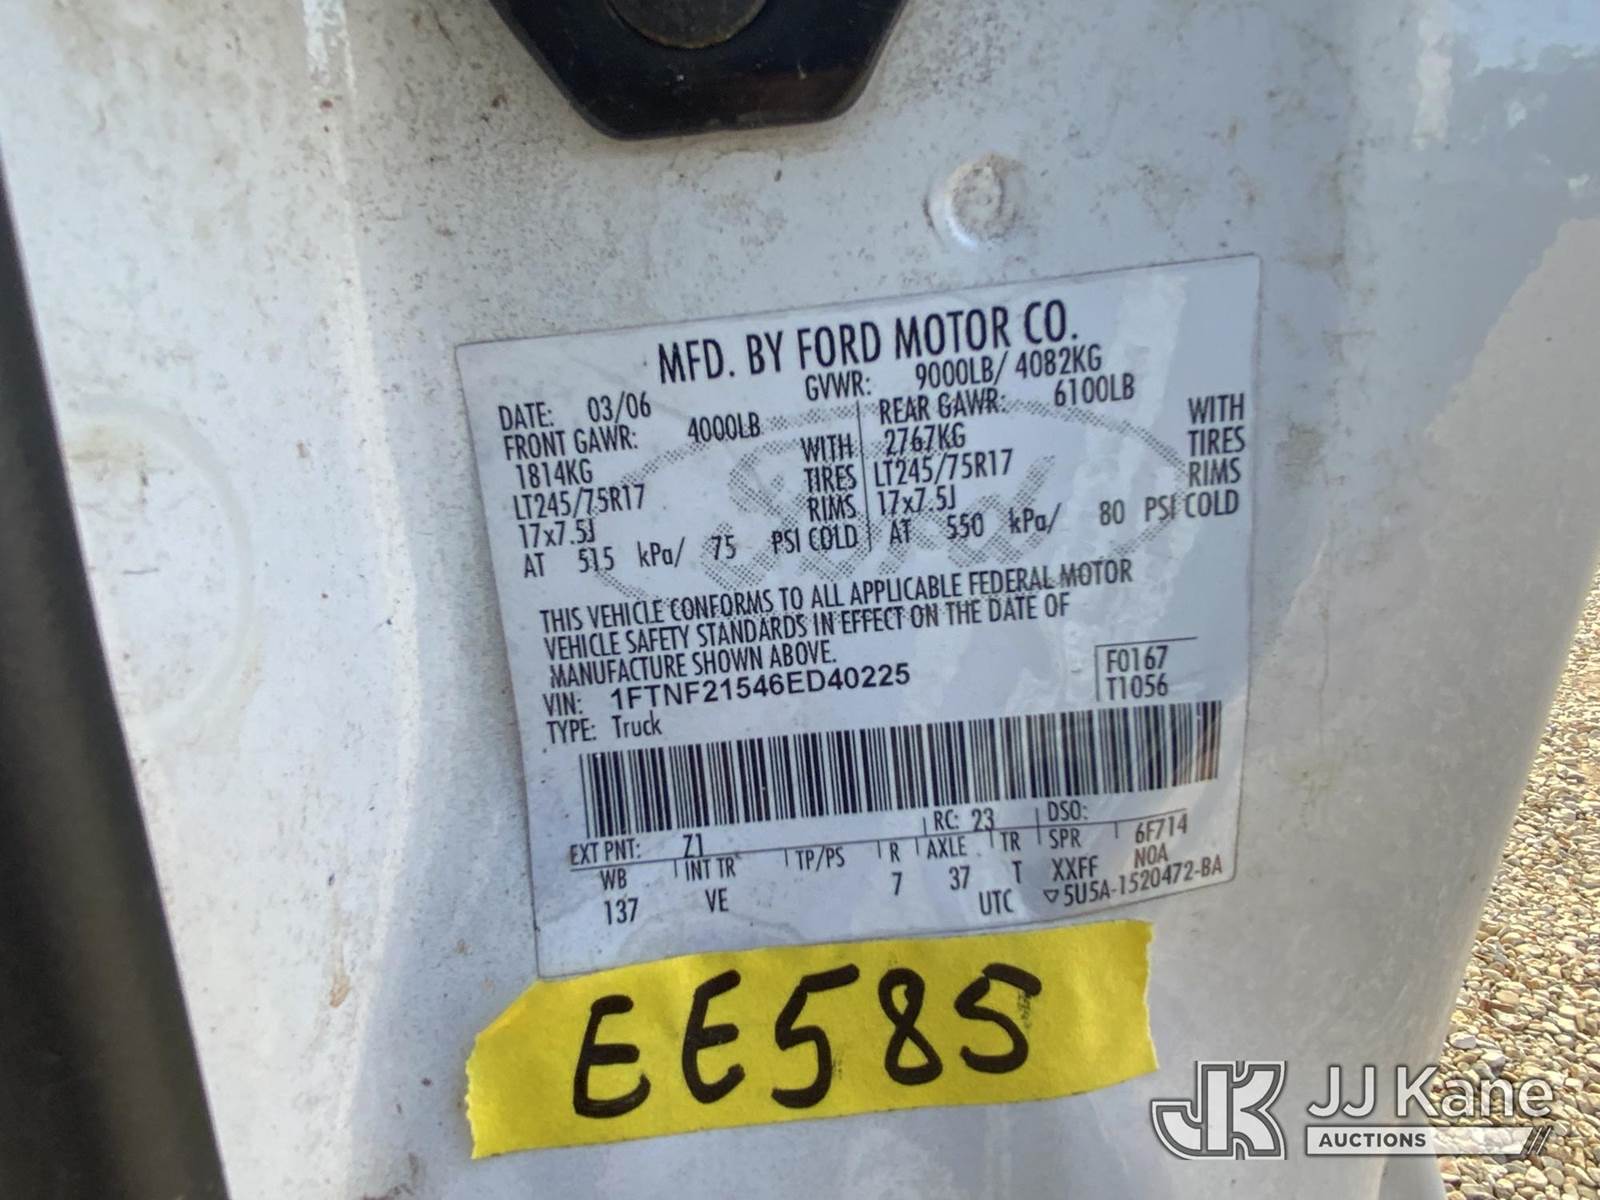 MFD. BY FORD MOTOR CO.
DATE: 03/06 GVWR: 9000LB/ 4082KG
FRONT GAWR: 4000LB REAR GAWR: 6100LB
1814KG WITH 2767KG WITH
LT245/75R17 TIRES LT245/75R17 TIRES
17x7.5J RIMS 17x7.5J RIMS
AT 515 kPa/ 75 PSI COLD AT 550 kPa/ 80 PSI COLD
THIS VEHICLE CONFORMS TO ALL APPLICABLE FEDERAL MOTOR
VEHICLE SAFETY STANDARDS IN EFFECT ON THE DATE OF
MANUFACTURE SHOWN ABOVE.
VIN: 1FTNF21546ED40225
F0167
T1056
TYPE: Truck
EXT PNT: Z1 RC: 23 DSO:
WB INT TR TP/PS R AXLE TR SPR 6F714
137 VE 7 37 T XXFF N0A
UTC ▽5U5A-1520472-BA
EE585
JK JJ Kane
AUCTIONS